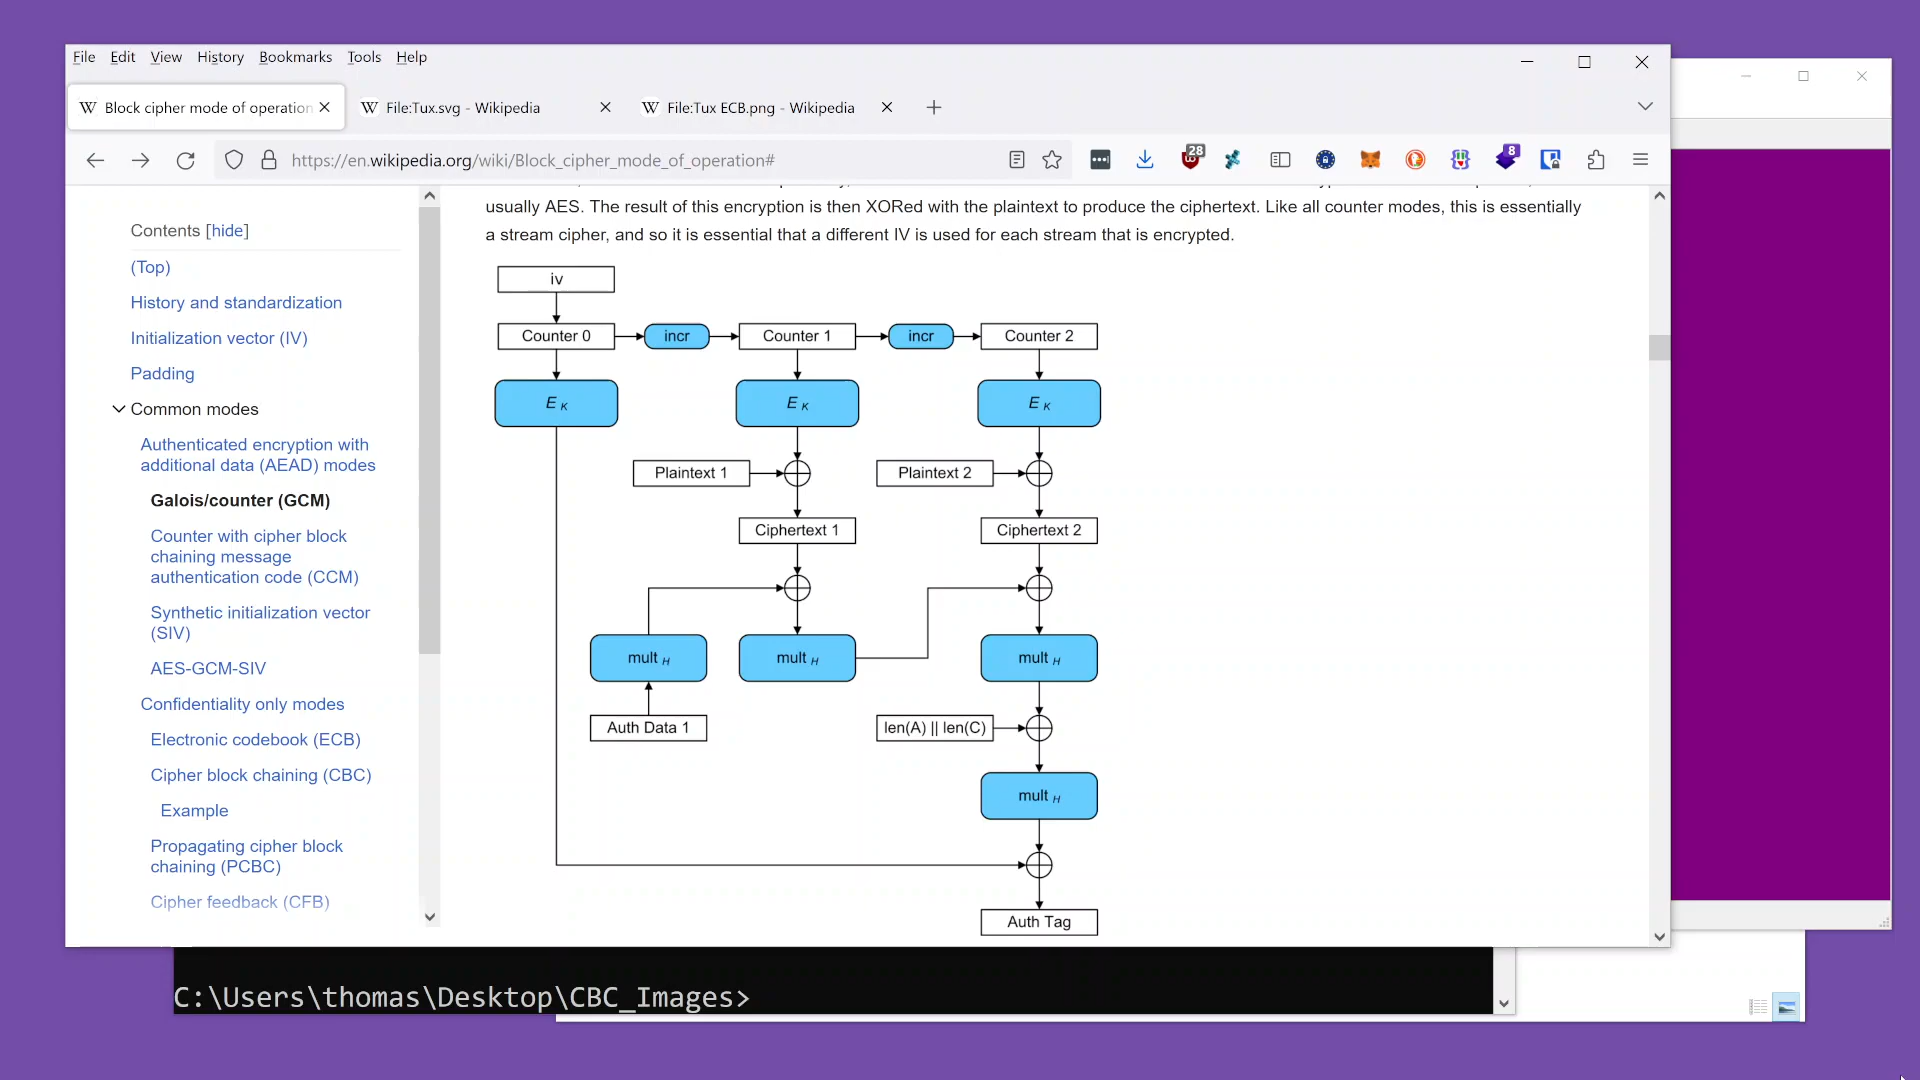 File Edit View History Bookmarks Tools Help
Block cipher mode of operation
File:Tux.svg - Wikipedia
File:Tux ECB.png - Wikipedia
https://en.wikipedia.org/wiki/Block_cipher_mode_of_operation#
28
8
Contents [hide]
(Top)
History and standardization
Initialization vector (IV)
Padding
Common modes
Authenticated encryption with
additional data (AEAD) modes
Galois/counter (GCM)
Counter with cipher block
chaining message
authentication code (CCM)
Synthetic initialization vector
(SIV)
AES-GCM-SIV
Confidentiality only modes
Electronic codebook (ECB)
Cipher block chaining (CBC)
Example
Propagating cipher block
chaining (PCBC)
Cipher feedback (CFB)
usually AES. The result of this encryption is then XORed with the plaintext to produce the ciphertext. Like all counter modes, this is essentially
a stream cipher, and so it is essential that a different IV is used for each stream that is encrypted.
iv
Counter 0 incr Counter 1 incr Counter 2
E K E K E K
Plaintext 1 Plaintext 2
Ciphertext 1 Ciphertext 2
mult H mult H mult H
Auth Data 1 len(A) || len(C)
mult H
Auth Tag
C:\Users\thomas\Desktop\CBC_Images>